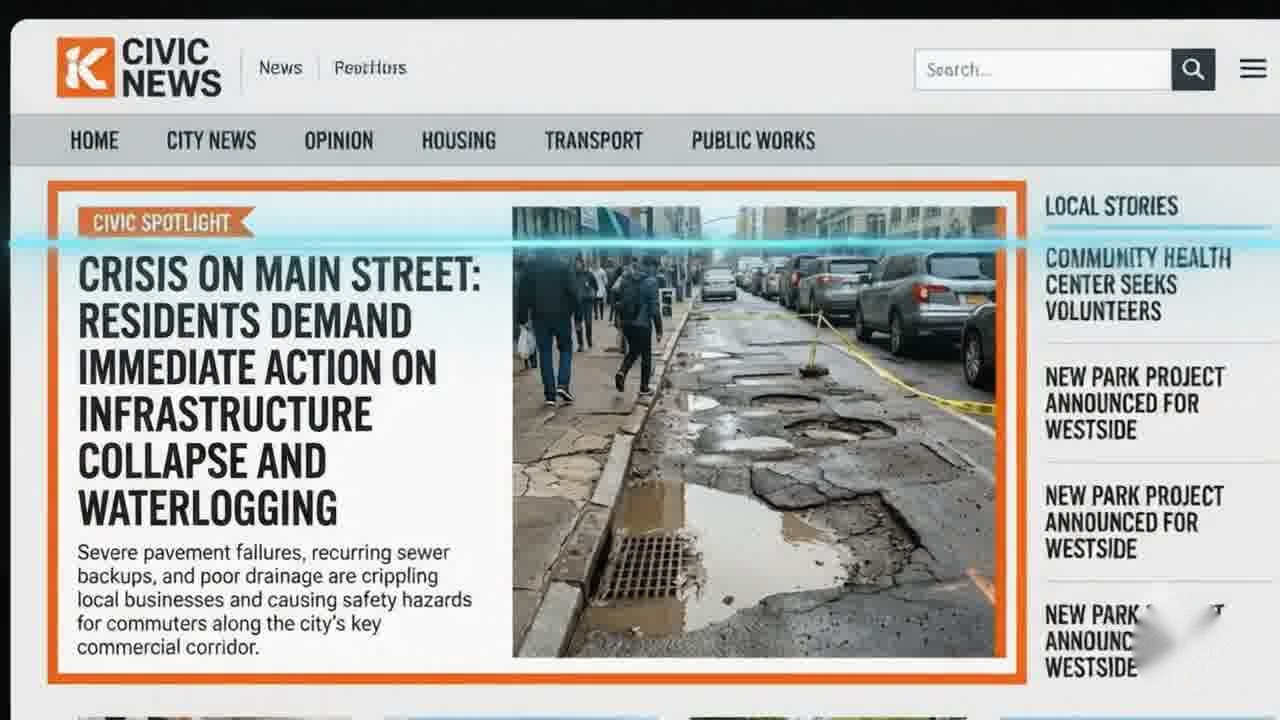 K
CIVIC
NEWS
News
Search...
HOME
CITY NEWS
OPINION
HOUSING
TRANSPORT
PUBLIC WORKS
CIVIC SPOTLIGHT
CRISIS ON MAIN STREET:
RESIDENTS DEMAND
IMMEDIATE ACTION ON
INFRASTRUCTURE
COLLAPSE AND
WATERLOGGING
Severe pavement failures, recurring sewer
backups, and poor drainage are crippling
local businesses and causing safety hazards
for commuters along the city's key
commercial corridor.
LOCAL STORIES
COMMUNITY HEALTH
CENTER SEEKS
VOLUNTEERS
NEW PARK PROJECT
ANNOUNCED FOR
WESTSIDE
NEW PARK PROJECT
ANNOUNCED FOR
WESTSIDE
NEW PARK
WESTSIDE